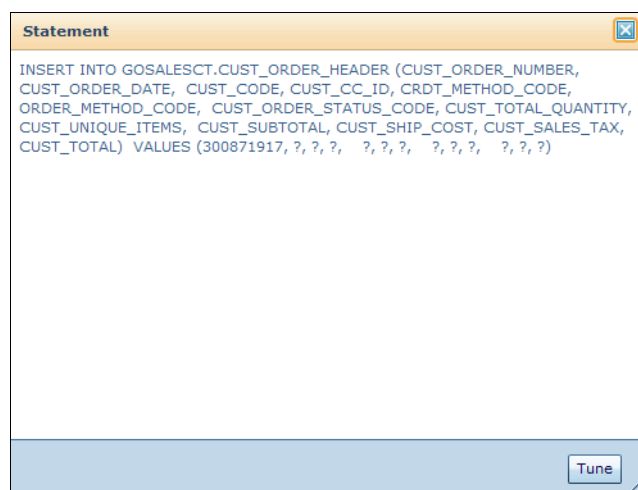 Statement
INSERT INTO GOSALESCT.CUST_ORDER_HEADER (CUST_ORDER_NUMBER,
CUST_ORDER_DATE,  CUST_CODE, CUST_CC_ID, CRDT_METHOD_CODE,
ORDER_METHOD_CODE,  CUST_ORDER_STATUS_CODE, CUST_TOTAL_QUANTITY,
CUST_UNIQUE_ITEMS,  CUST_SUBTOTAL, CUST_SHIP_COST, CUST_SALES_TAX,
CUST_TOTAL)  VALUES (300871917, ?, ?, ?,    ?, ?, ?,    ?, ?, ?,    ?, ?, ?)
Tune